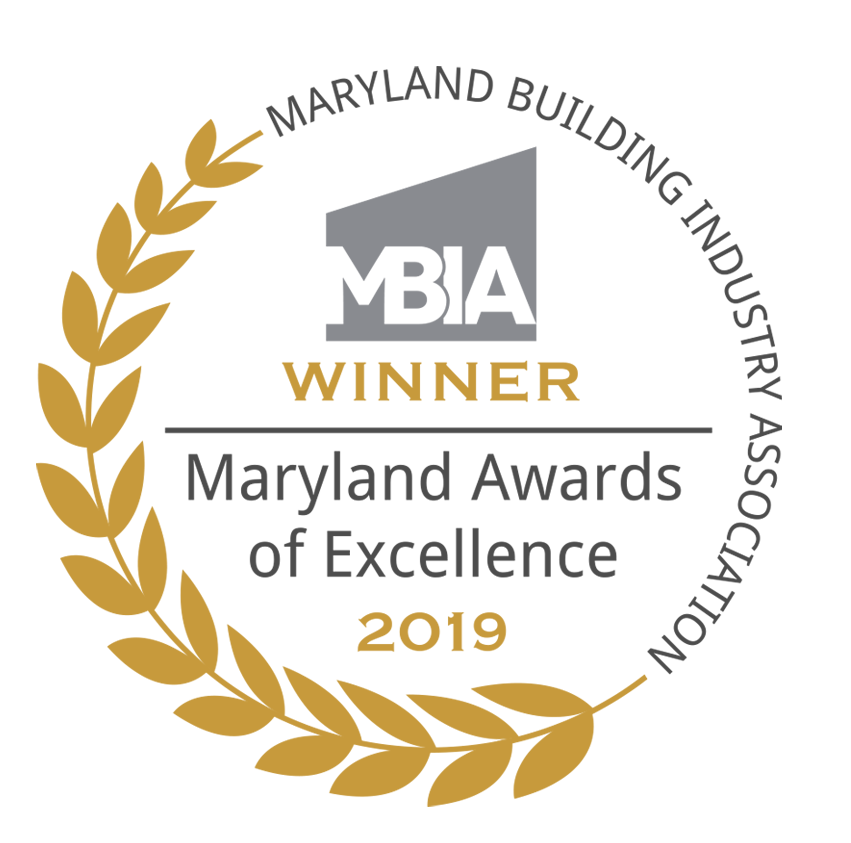 MARYLAND BUILDING INDUSTRY ASSOCIATION
MBIA
WINNER
Maryland Awards
of Excellence
2019